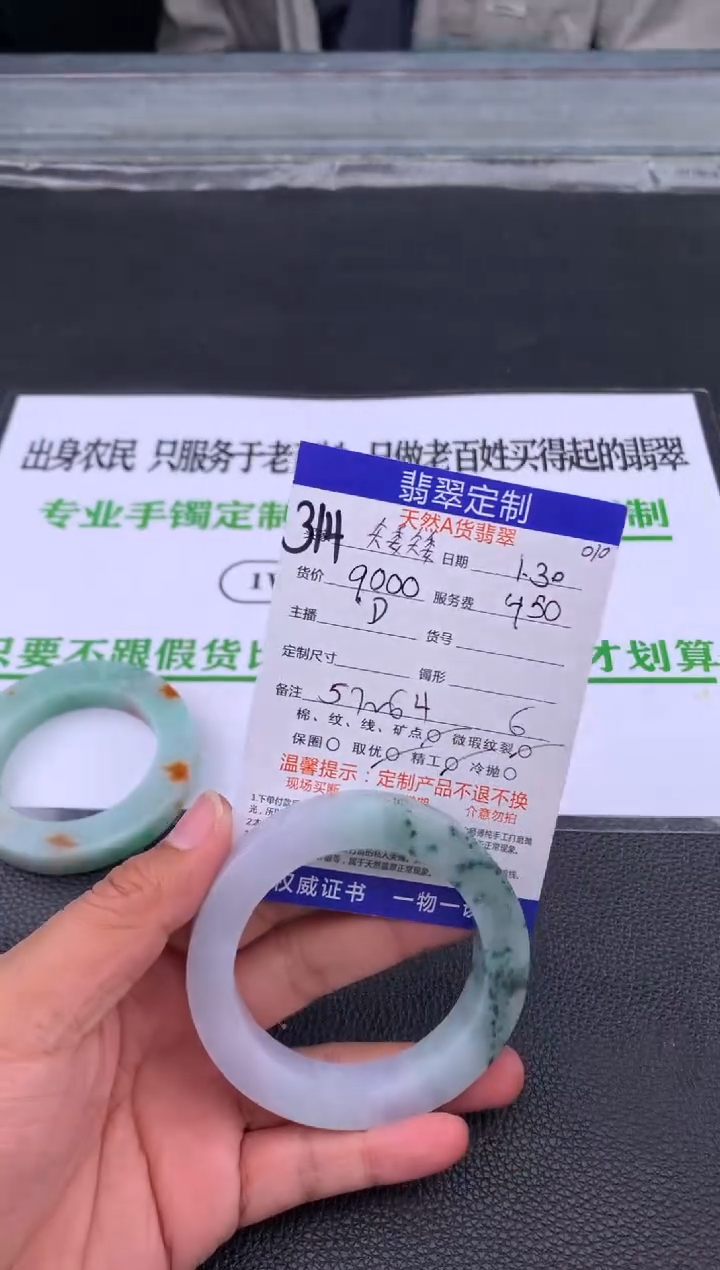 出身农民 只服务于老 只做老百姓买得起的翡翠
专业手镯定制 制
只要不跟假货比 才划算
翡翠定制
天然A货翡翠
314 日期 1.30 010
货价 9000 服务费 450
主播 D 货号
定制尺寸 镯形
备注 57~64 6
棉、纹、线、矿点 微瑕纹裂
保圈 取优 精工 冷抛
温馨提示：定制产品不退不换
现场买断 介意勿拍
1.下单付款
权威证书 一物一